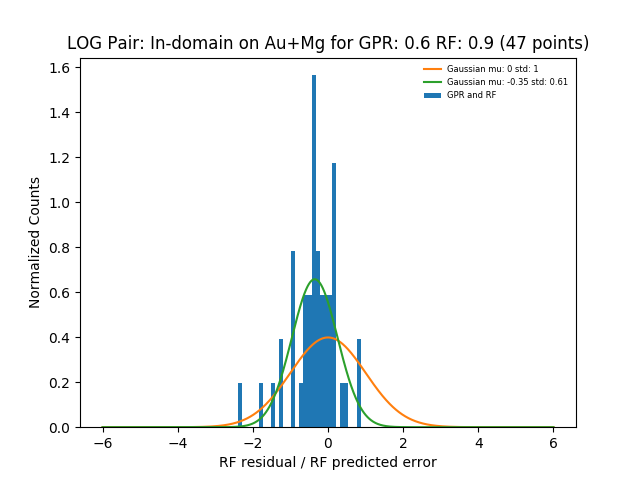 LOG Pair: In-domain on Au+Mg for GPR: 0.6 RF: 0.9 (47 points)
Gaussian mu: 0 std: 1
Gaussian mu: -0.35 std: 0.61
GPR and RF
Normalized Counts
1.6
1.4
1.2
1.0
0.8
0.6
0.4
0.2
0.0
−6
−4
−2
0
2
4
6
RF residual / RF predicted error